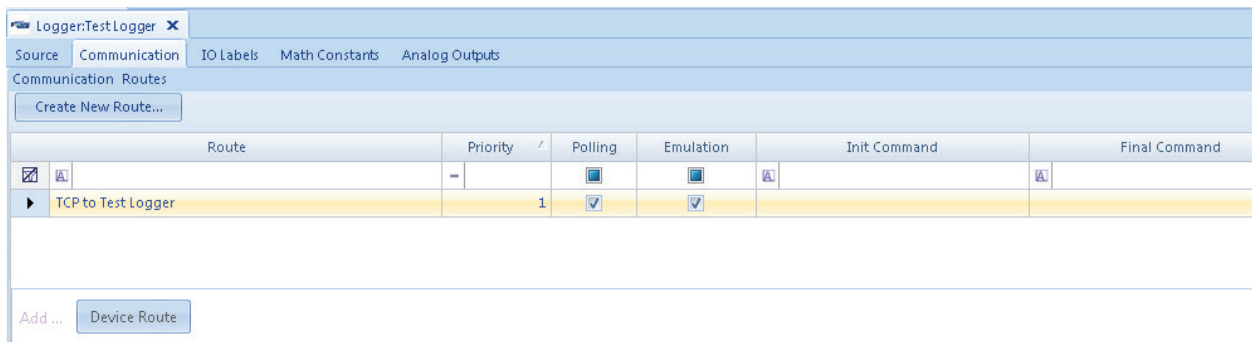 Logger:Test Logger X
Source Communication IO Labels Math Constants Analog Outputs
Communication Routes
Create New Route...
Route Priority Polling Emulation Init Command Final Command
A - A A
TCP to Test Logger 1
Add ... Device Route